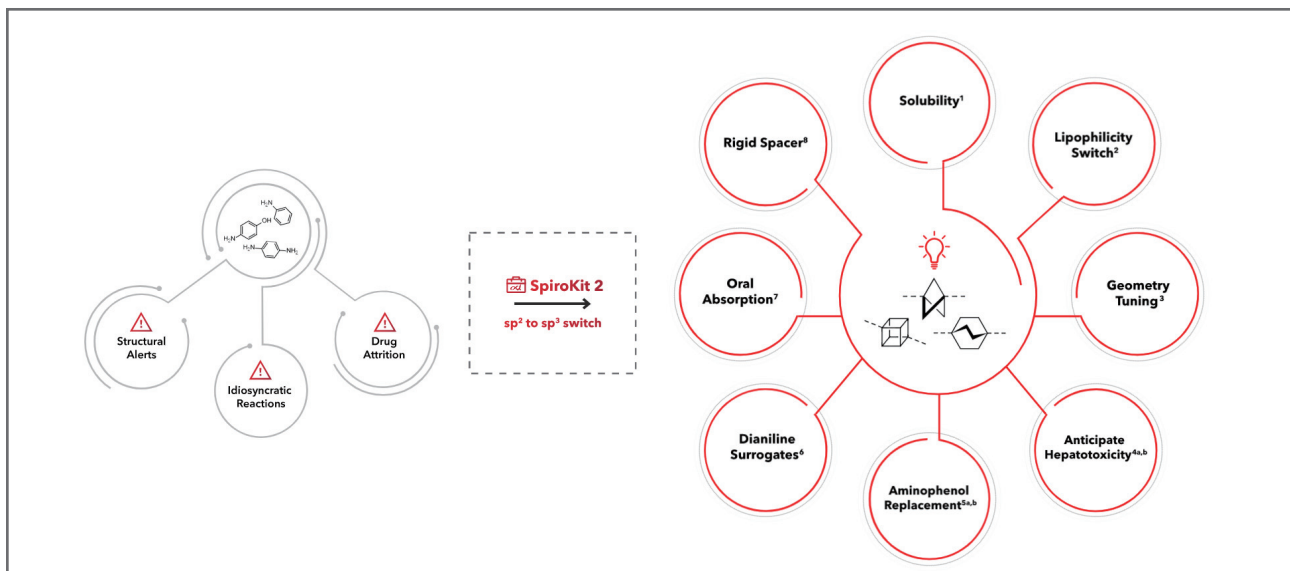 H₂N
OH
H₂N
H₂N
NH₂
Structural
Alerts
Idiosyncratic
Reactions
Drug
Attrition
SpiroKit 2
sp² to sp³ switch
Solubility¹
Lipophilicity
Switch²
Geometry
Tuning³
Anticipate
Hepatotoxicity⁴ᵃ,ᵇ
Aminophenol
Replacement⁵ᵃ,ᵇ
Dianiline
Surrogates⁶
Oral
Absorption⁷
Rigid Spacer⁸